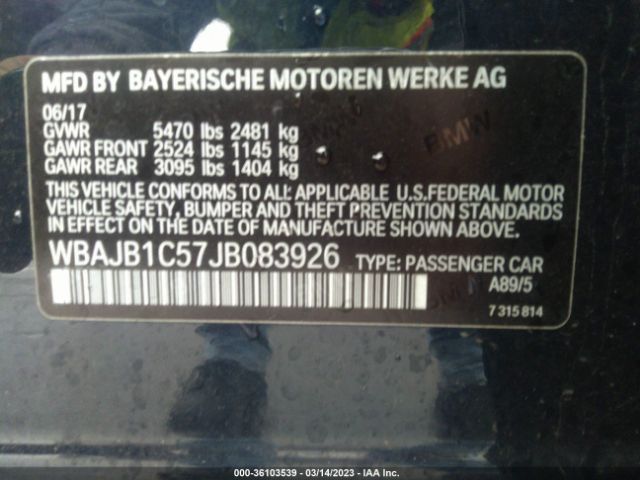 MFD BY BAYERISCHE MOTOREN WERKE AG
06/17
GVWR 5470 lbs 2481 kg
GAWR FRONT 2524 lbs 1145 kg
GAWR REAR 3095 lbs 1404 kg
THIS VEHICLE CONFORMS TO ALL APPLICABLE U.S.FEDERAL MOTOR
VEHICLE SAFETY, BUMPER AND THEFT PREVENTION STANDARDS
IN EFFECT ON THE DATE OF MANUFACTURE SHOWN ABOVE.
WBAJB1C57JB083926 TYPE: PASSENGER CAR
A89/5
7 315 814
BMW
BMW
000-36103539 - 03/14/2023 - IAA Inc.